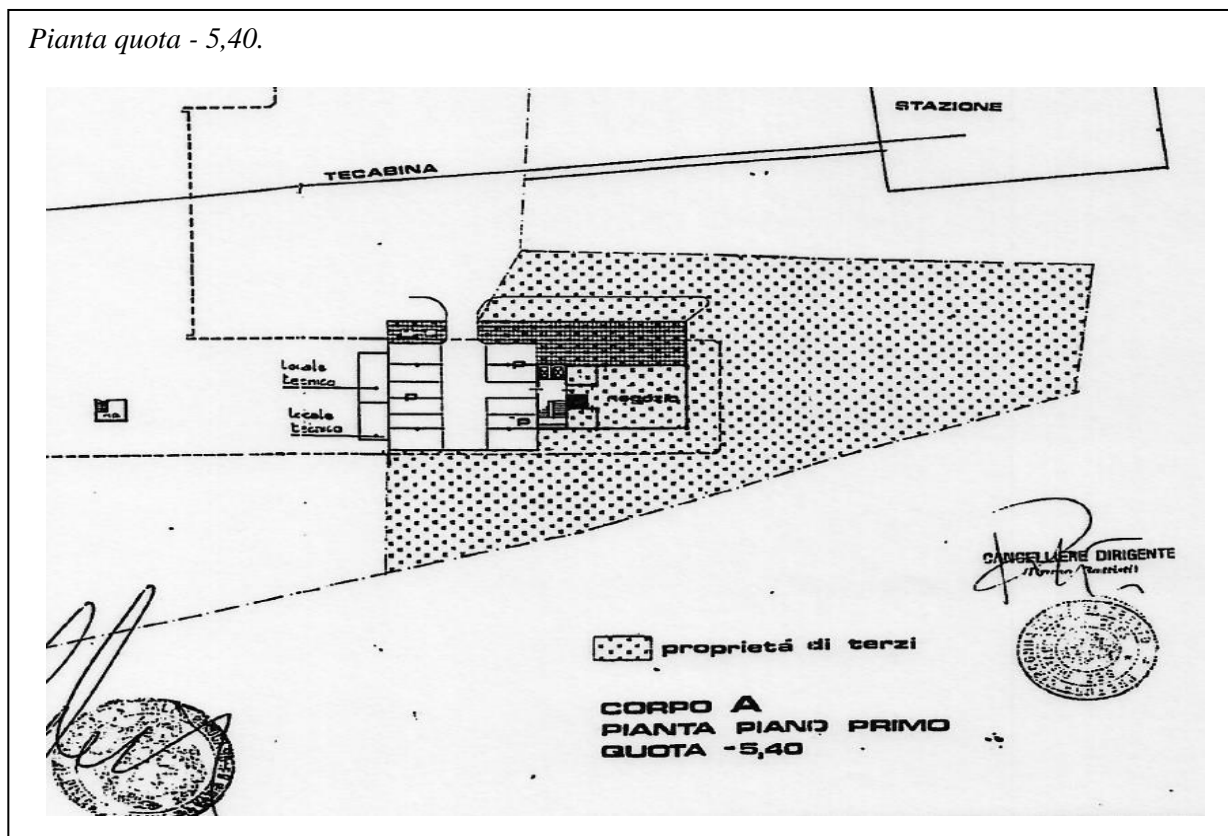 Pianta quota - 5,40.
STAZIONE
TECABINA
locale
tecnico
P
negozio
P
locale
tecnico
P
CANCELLIERE DIRIGENTE
proprietá di terzi
CORPO A
PIANTA PIANO PRIMO
QUOTA -5,40